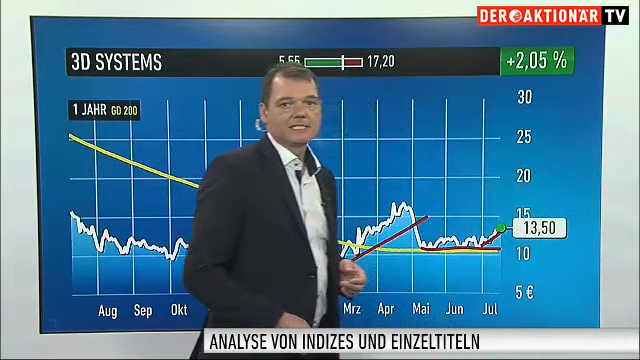 DER AKTIONÄR TV
3D SYSTEMS 5,55 17,20 +2,05 %
1 JAHR GD 200
30
25
20
15
13,50
10
5 €
Aug Sep Okt Mrz Apr Mai Jun Jul
ANALYSE VON INDIZES UND EINZELTITELN